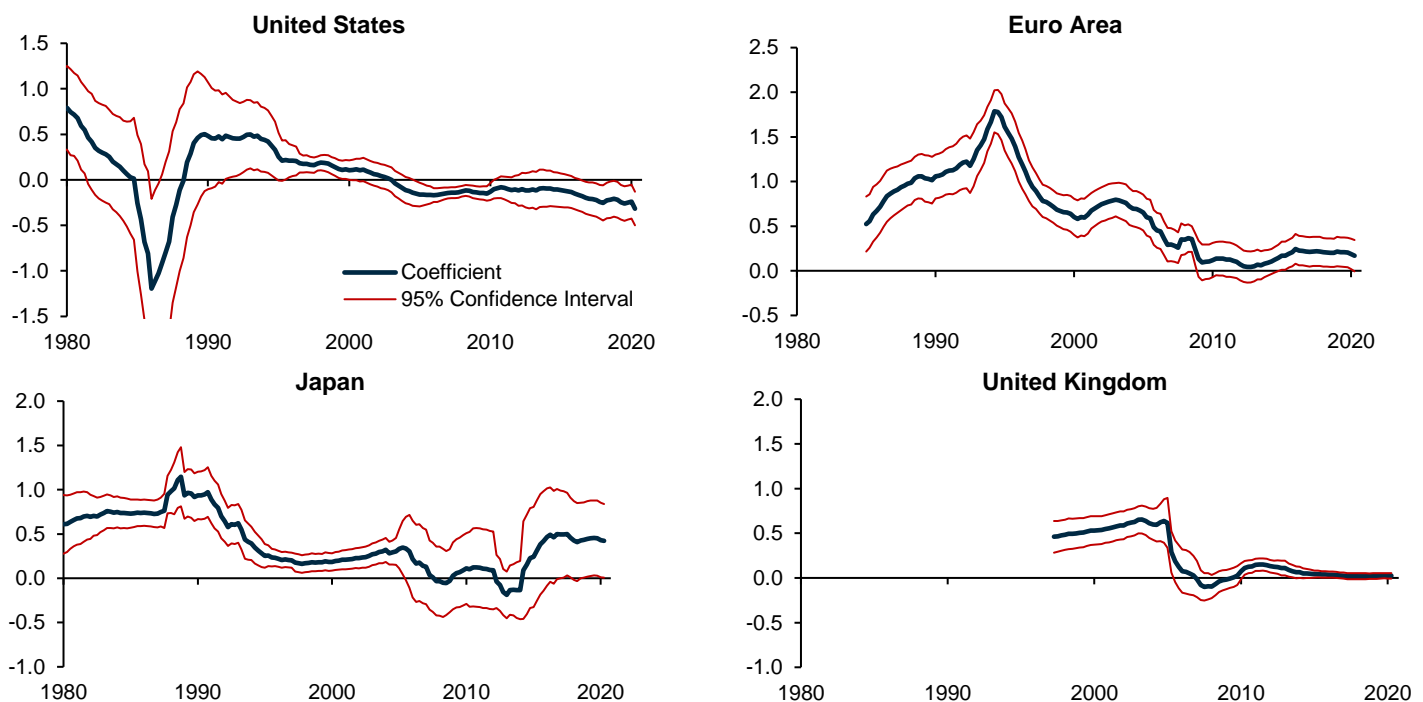 United States
1.5
1.0
0.5
0.0
-0.5
-1.0
-1.5
Coefficient
95% Confidence Interval
1980 1990 2000 2010 2020
Euro Area
2.5
2.0
1.5
1.0
0.5
0.0
-0.5
1980 1990 2000 2010 2020
Japan
2.0
1.5
1.0
0.5
0.0
-0.5
-1.0
1980 1990 2000 2010 2020
United Kingdom
2.0
1.5
1.0
0.5
0.0
-0.5
-1.0
1980 1990 2000 2010 2020